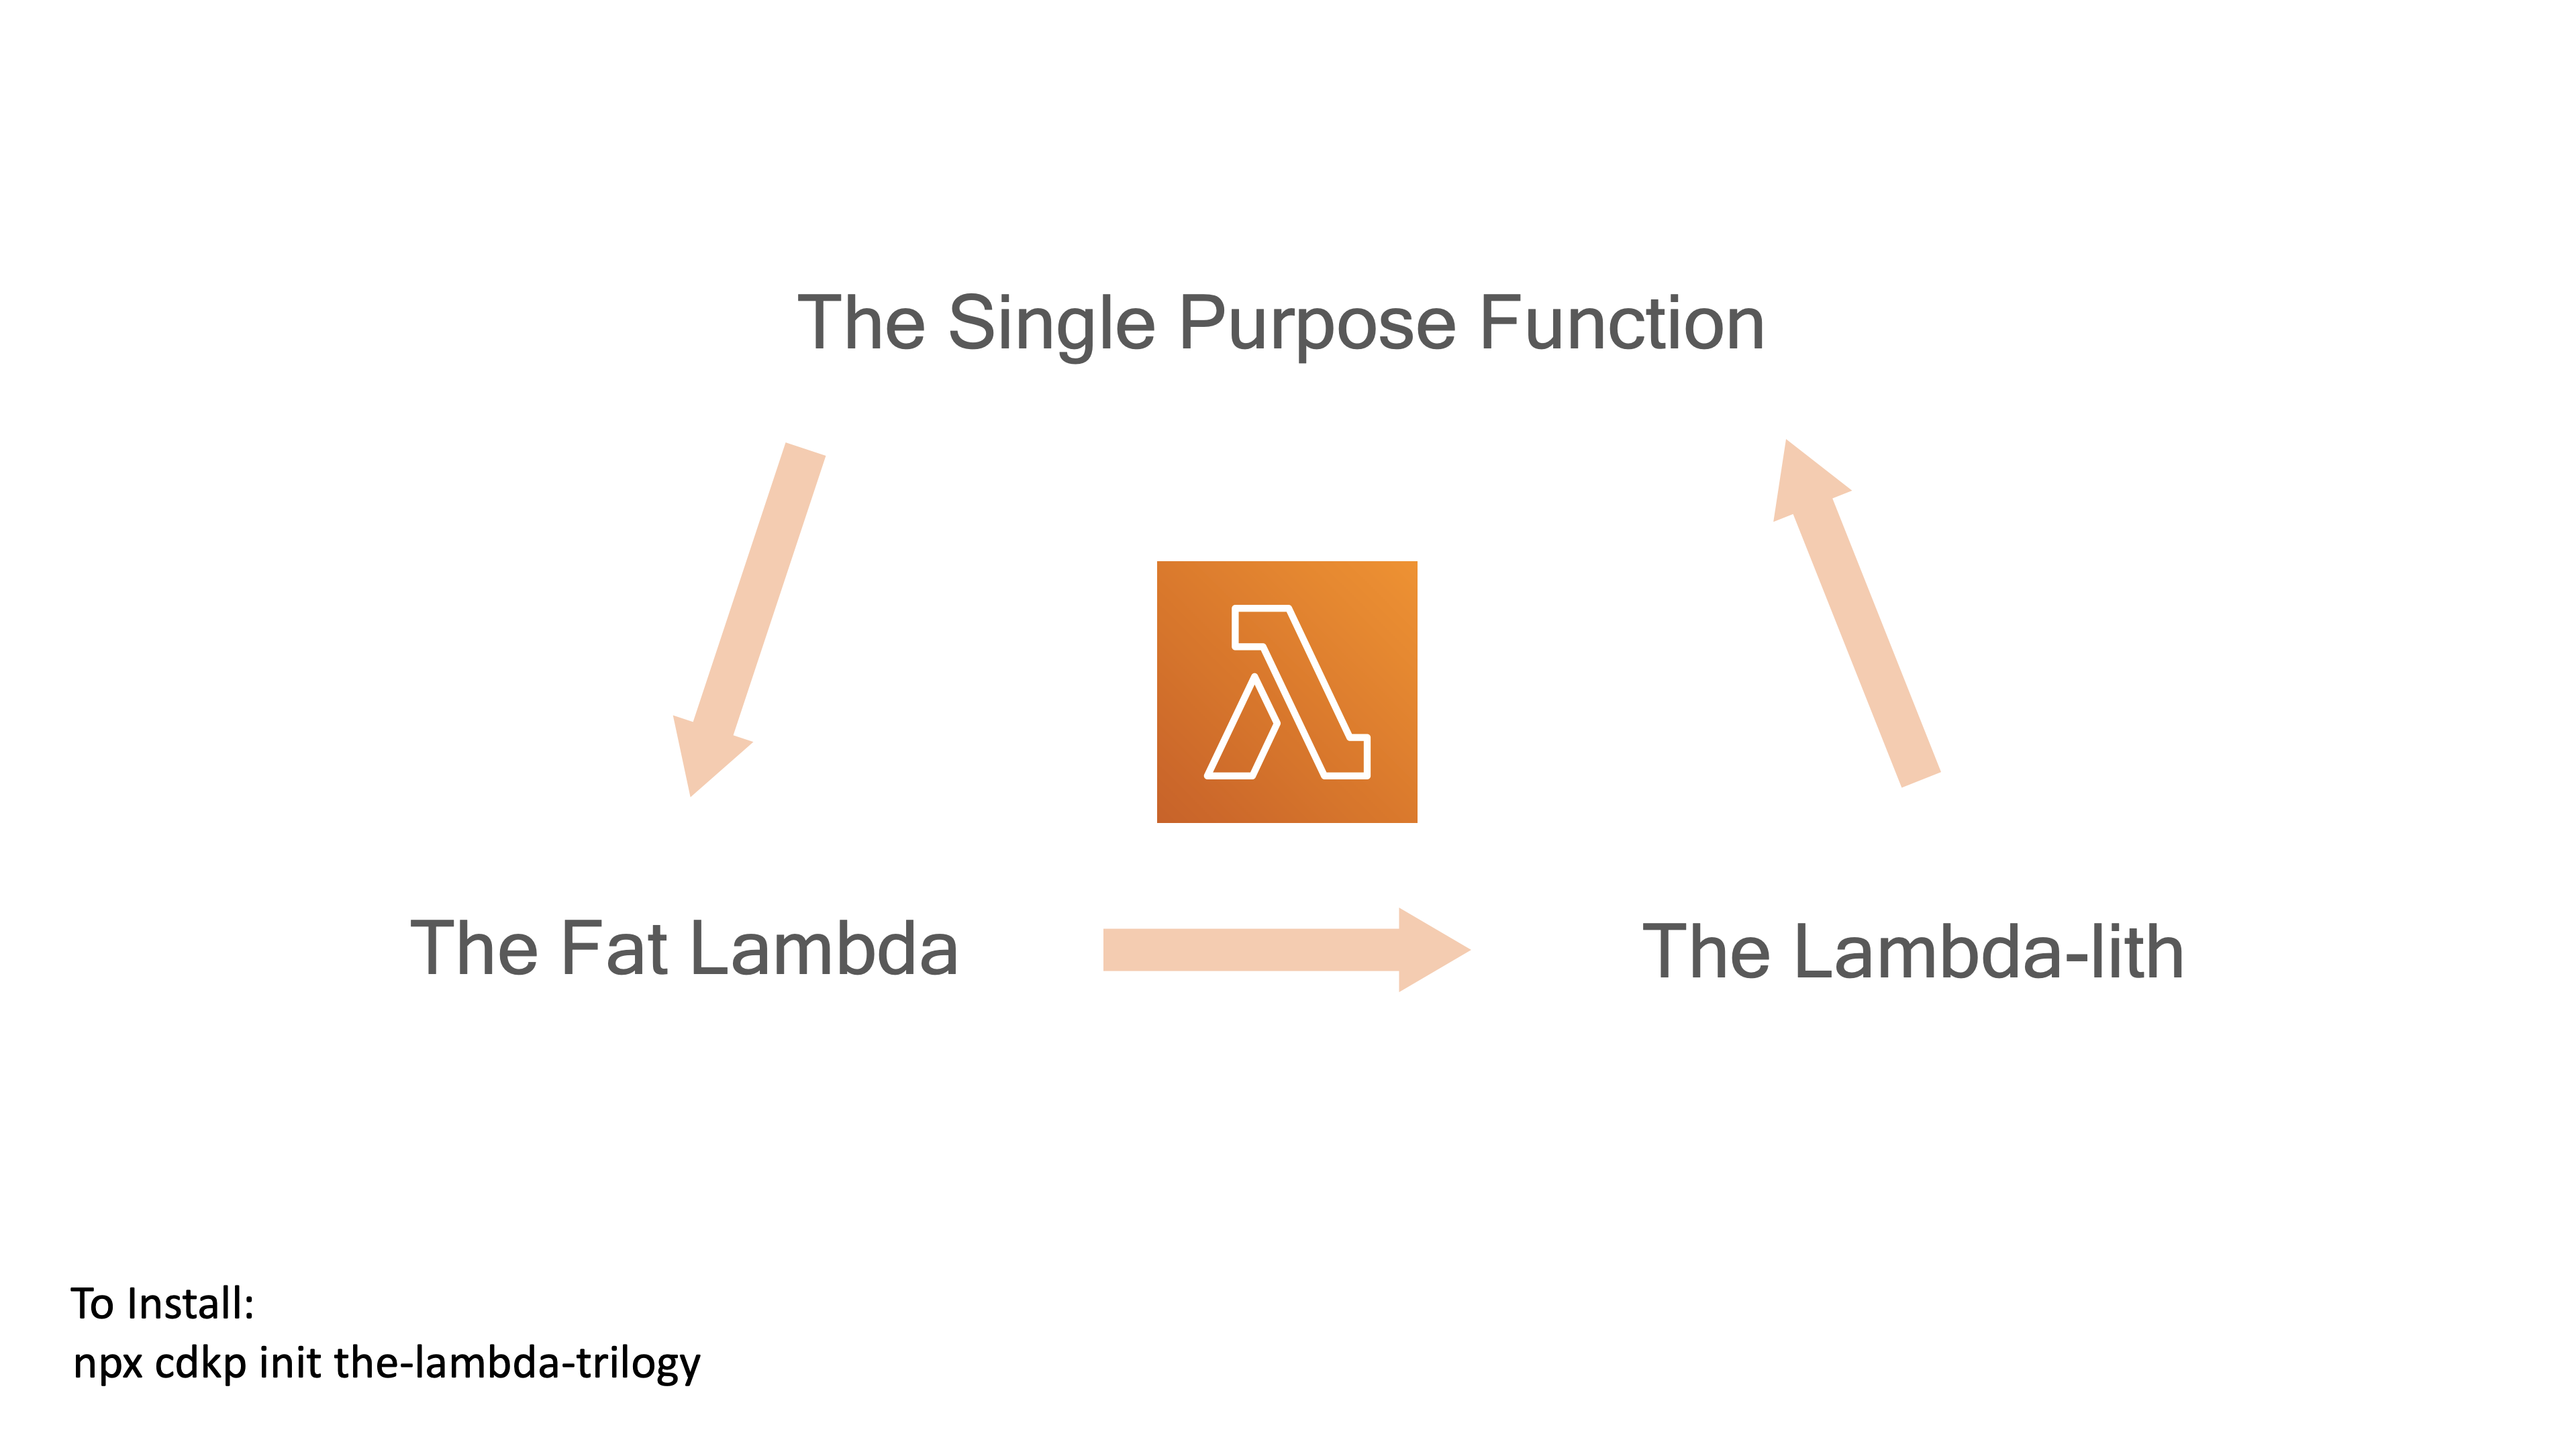 The Single Purpose Function
The Fat Lambda
The Lambda-lith
To Install:
npx cdkp init the-lambda-trilogy